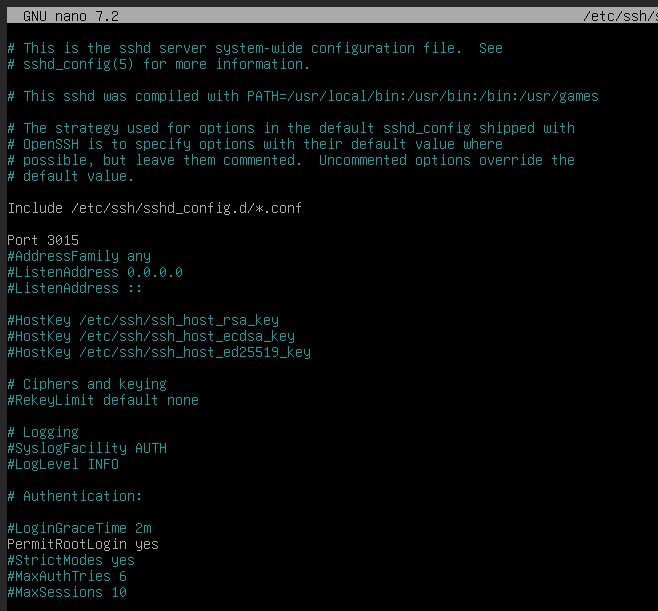 GNU nano 7.2 /etc/ssh/s
# This is the sshd server system-wide configuration file.  See
# sshd_config(5) for more information.
# This sshd was compiled with PATH=/usr/local/bin:/usr/bin:/bin:/usr/games
# The strategy used for options in the default sshd_config shipped with
# OpenSSH is to specify options with their default value where
# possible, but leave them commented.  Uncommented options override the
# default value.
Include /etc/ssh/sshd_config.d/*.conf
Port 3015
#AddressFamily any
#ListenAddress 0.0.0.0
#ListenAddress ::
#HostKey /etc/ssh/ssh_host_rsa_key
#HostKey /etc/ssh/ssh_host_ecdsa_key
#HostKey /etc/ssh/ssh_host_ed25519_key
# Ciphers and keying
#RekeyLimit default none
# Logging
#SyslogFacility AUTH
#LogLevel INFO
# Authentication:
#LoginGraceTime 2m
PermitRootLogin yes
#StrictModes yes
#MaxAuthTries 6
#MaxSessions 10